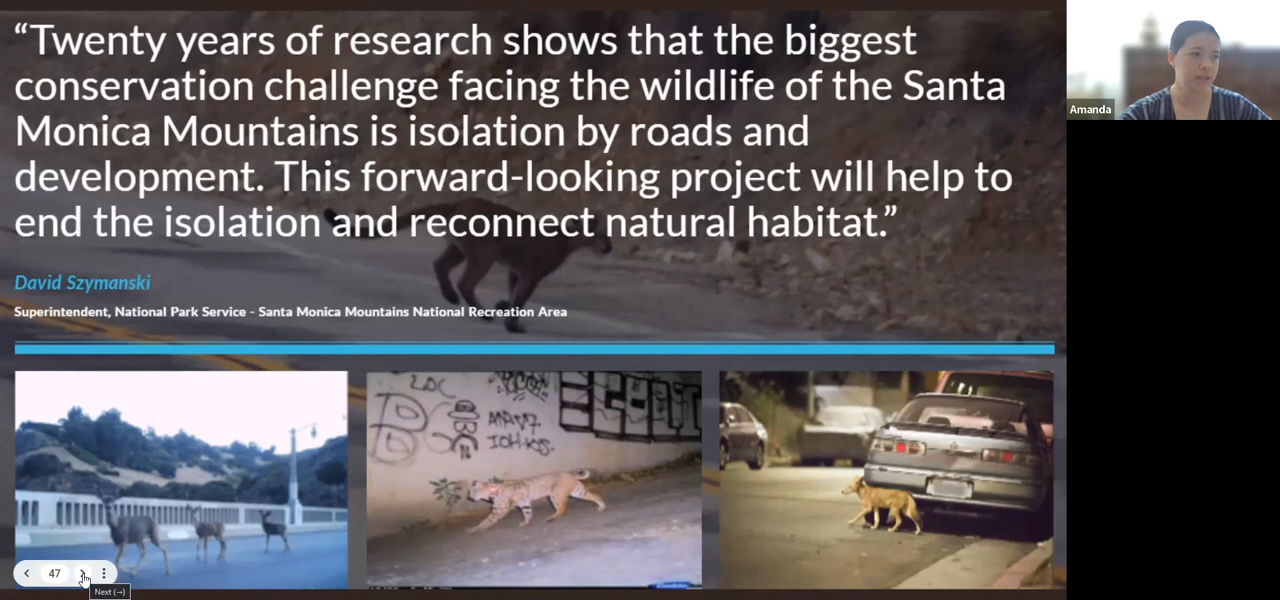 “Twenty years of research shows that the biggest
conservation challenge facing the wildlife of the Santa
Monica Mountains is isolation by roads and
development. This forward-looking project will help to
end the isolation and reconnect natural habitat.”
David Szymanski
Superintendent, National Park Service - Santa Monica Mountains National Recreation Area
Amanda
47
Next (→)